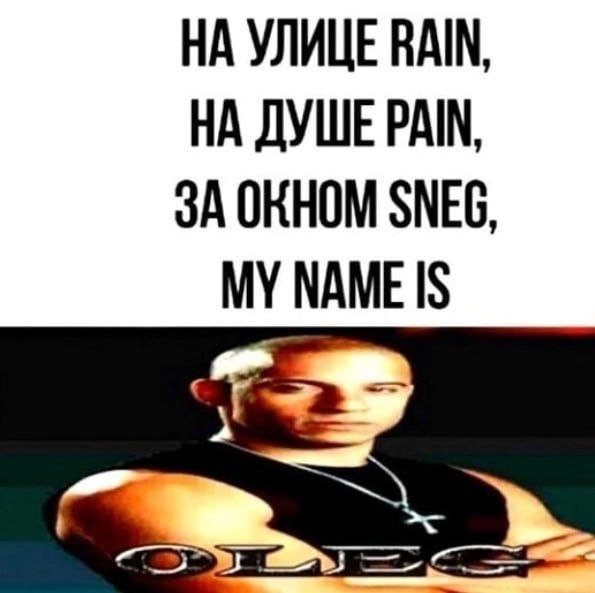 НА УЛИЦЕ RAIN,
НА ДУШЕ PAIN,
ЗА ОКНОМ SNEG,
MY NAME IS
OLEG